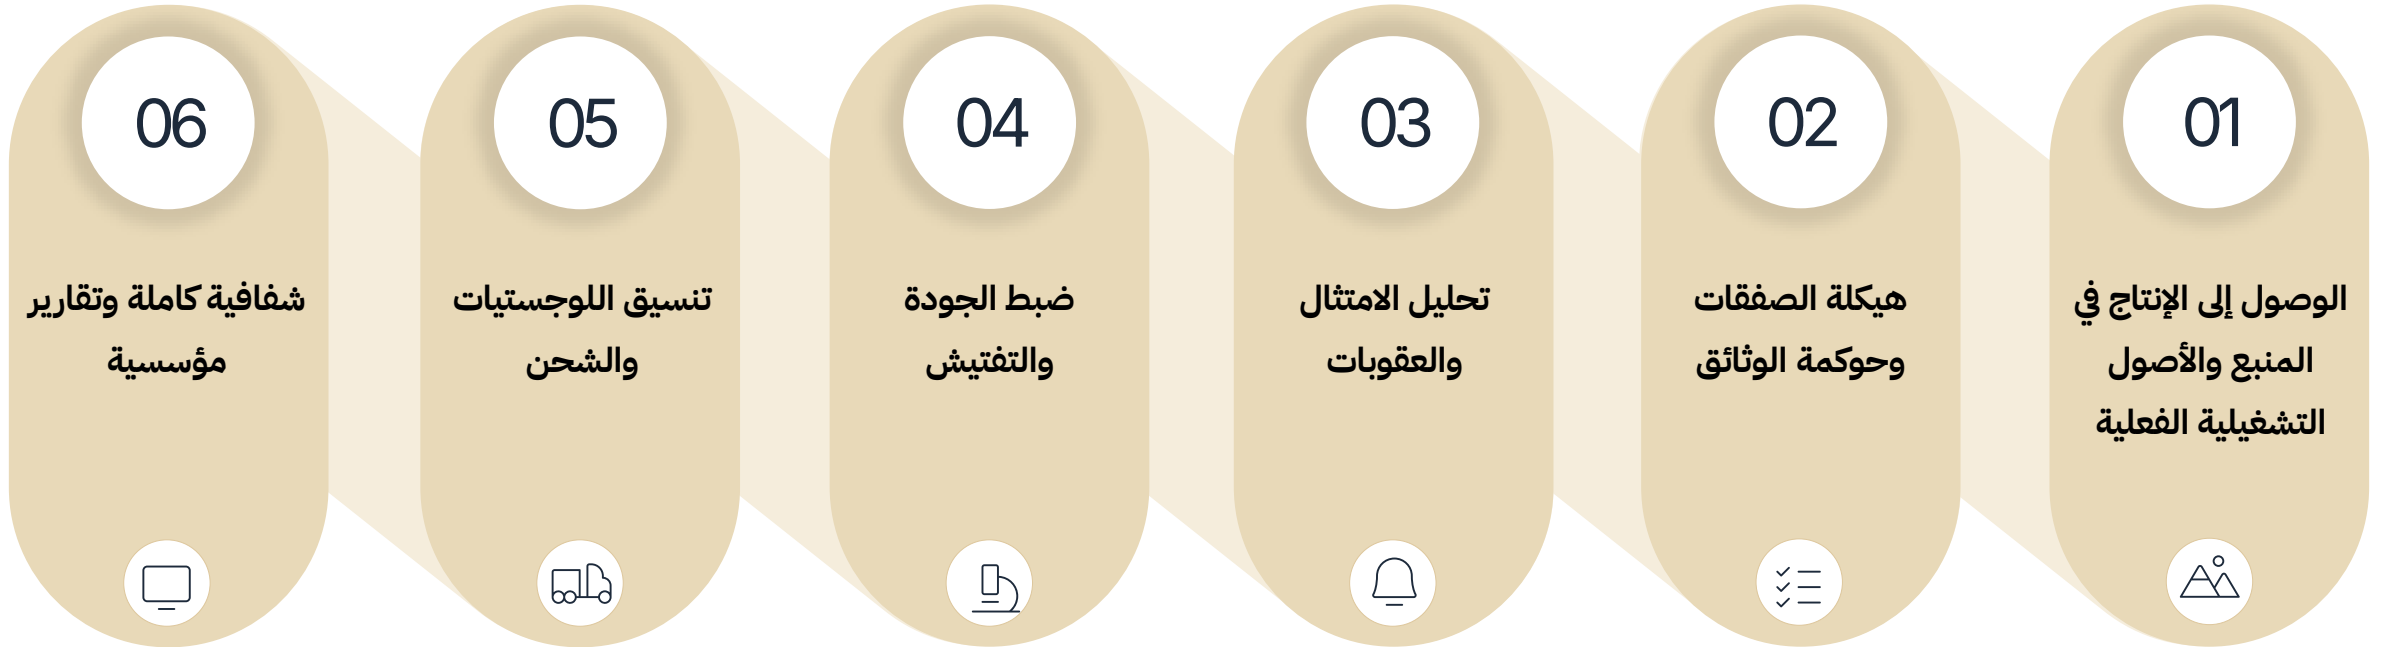 01
الوصول إلى الإنتاج في
المنبع والأصول
التشغيلية الفعلية
02
هيكلة الصفقات
وحوكمة الوثائق
03
تحليل الامتثال
والعقوبات
04
ضبط الجودة
والتفتيش
05
تنسيق اللوجستيات
والشحن
06
شفافية كاملة وتقارير
مؤسسية